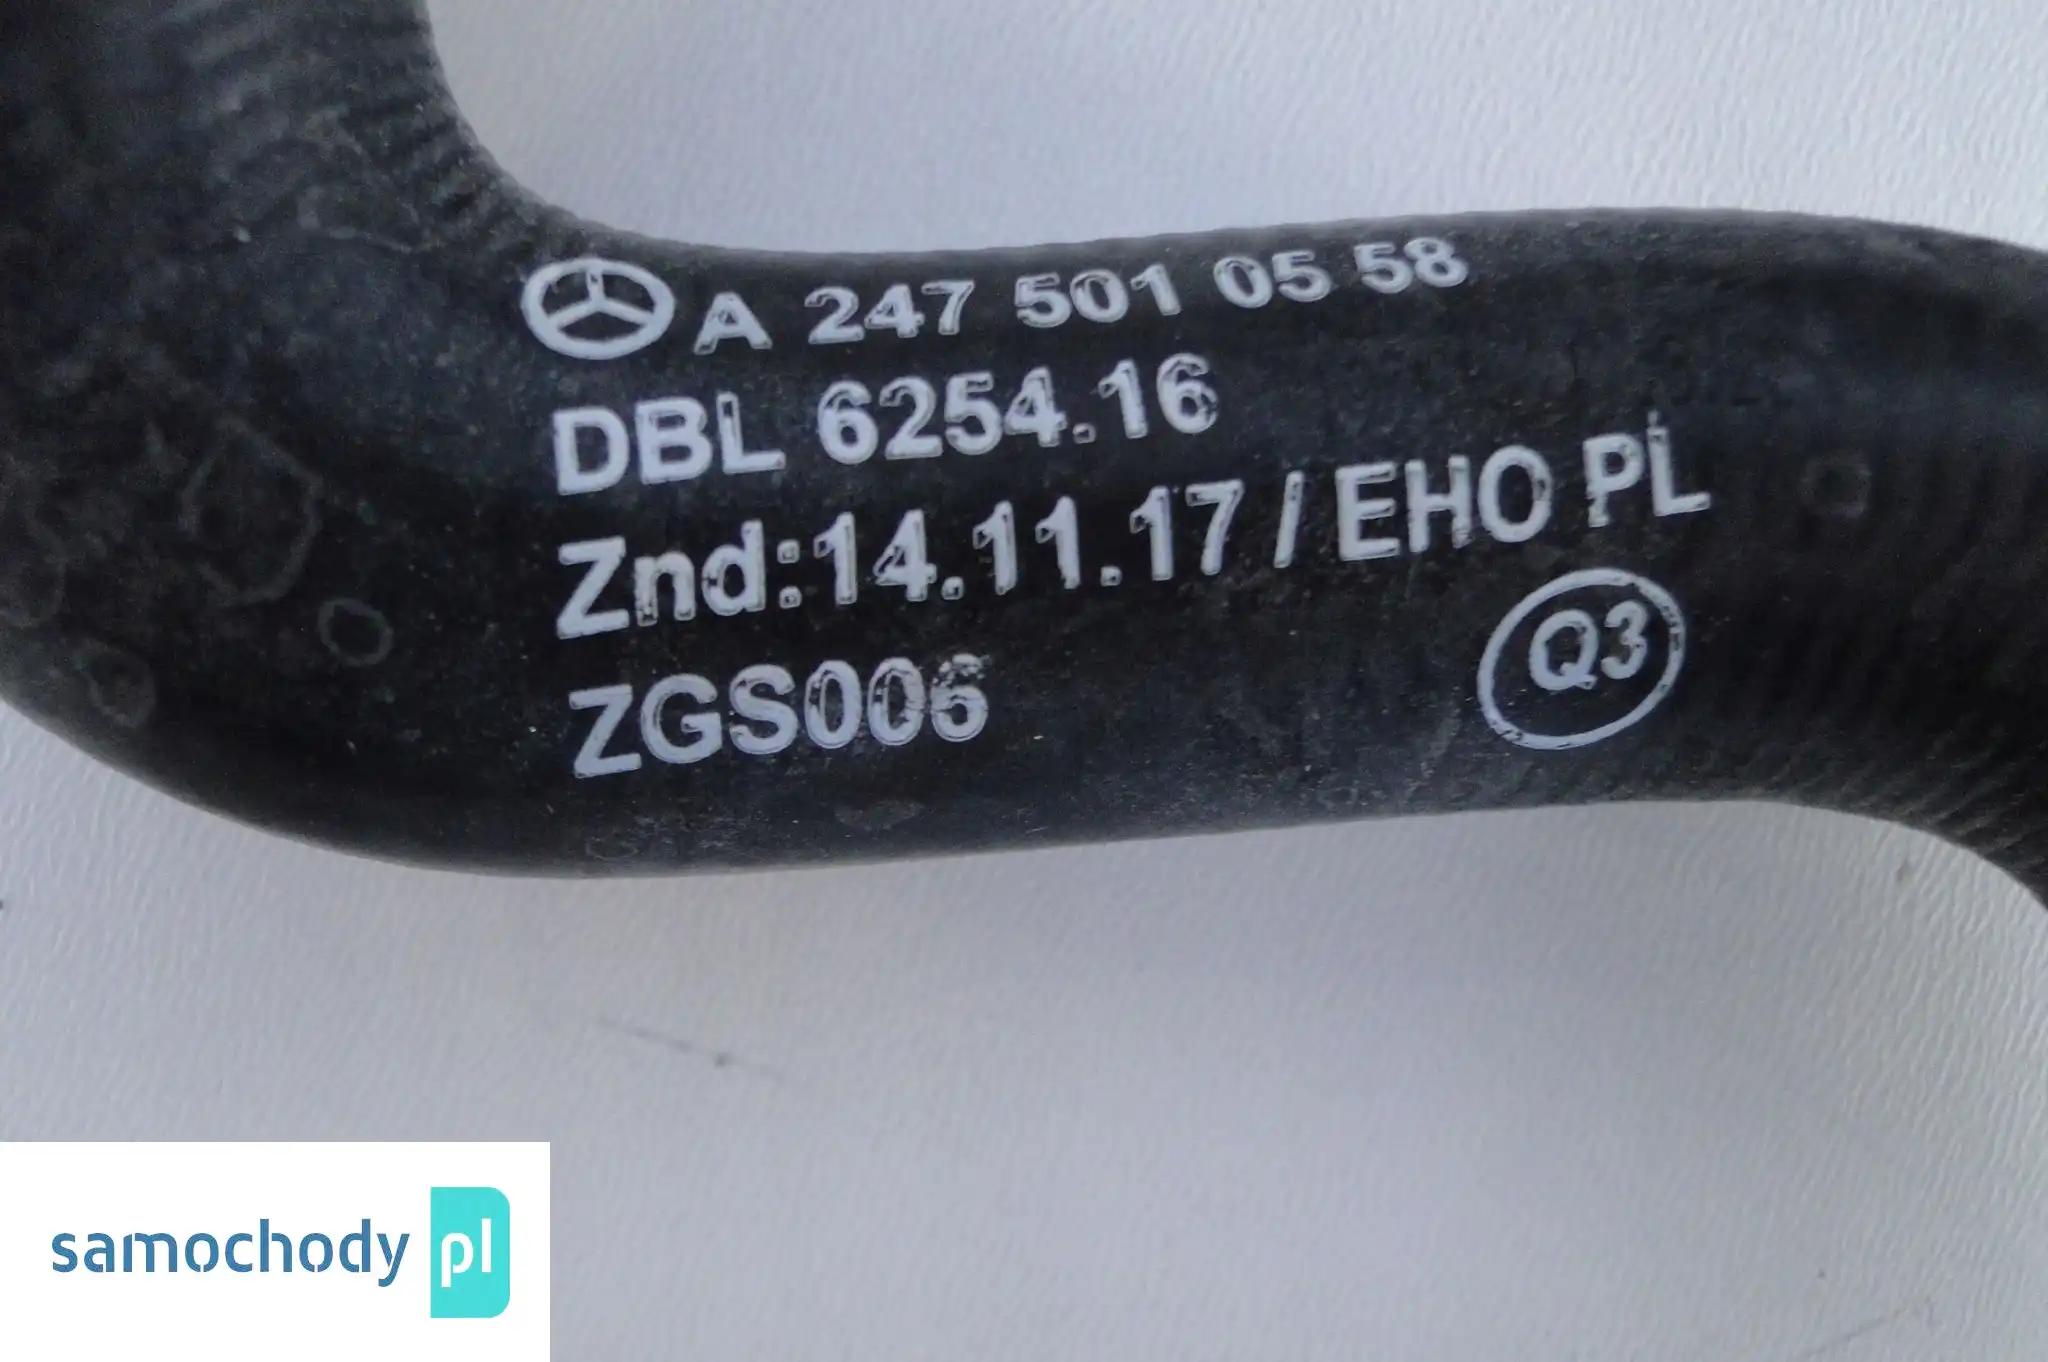 A 247 501 05 58
DBL 6254.16
Znd:14.11.17 / EHO PL
ZGS006
Q3
samochody pl